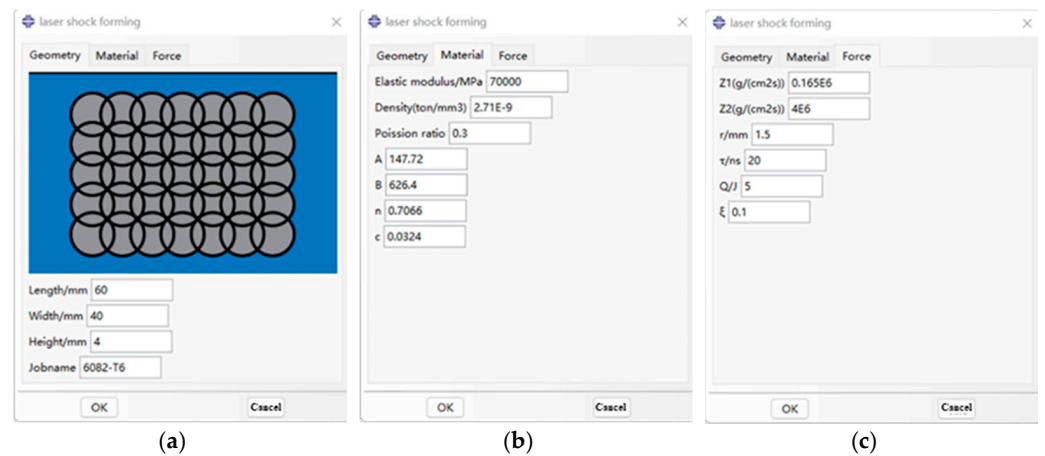 laser shock forming
Geometry Material Force
Length/mm 60
Width/mm 40
Height/mm 4
Jobname 6082-T6
OK Cancel
(a)
laser shock forming
Geometry Material Force
Elastic modulus/MPa 70000
Density(ton/mm3) 2.71E-9
Poission ratio 0.3
A 147.72
B 626.4
n 0.7066
c 0.0324
OK Cancel
(b)
laser shock forming
Geometry Material Force
Z1(g/(cm2s)) 0.165E6
Z2(g/(cm2s)) 4E6
r/mm 1.5
τ/ns 20
Q/J 5
ξ 0.1
OK Cancel
(c)